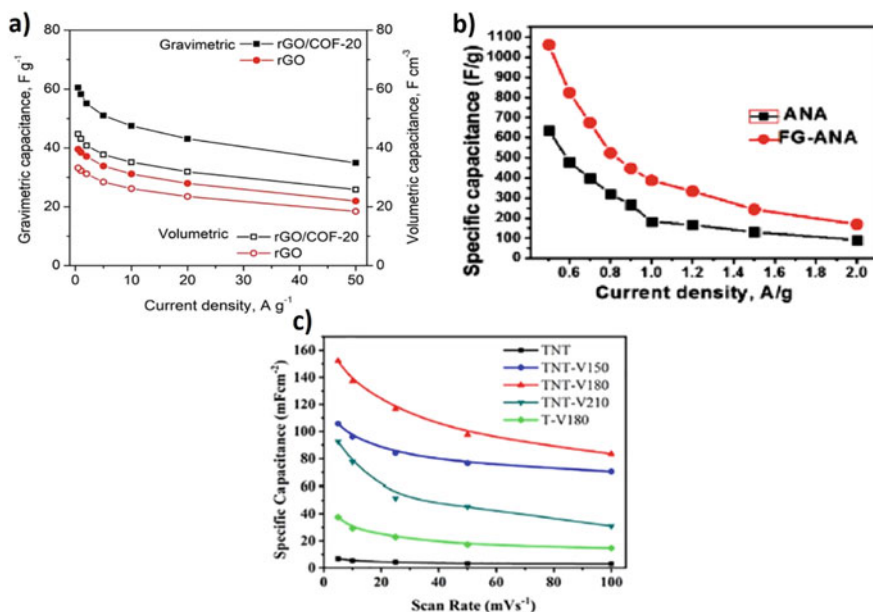 a)
Gravimetric
rGO/COF-20
rGO
Volumetric
rGO/COF-20
rGO
Gravimetric capacitance, F g⁻¹
Volumetric capacitance, F cm⁻³
80
60
40
20
0
80
60
40
20
0
0 10 20 30 40 50
Current density, A g⁻¹
b)
Specific capacitance (F/g)
1100
1000
900
800
700
600
500
400
300
200
100
0
ANA
FG-ANA
0.6 0.8 1.0 1.2 1.4 1.6 1.8 2.0
Current density, A/g
c)
Specific Capacitance (mFcm⁻²)
160
140
120
100
80
60
40
20
0
TNT
TNT-V150
TNT-V180
TNT-V210
T-V180
0 20 40 60 80 100
Scan Rate (mVs⁻¹)